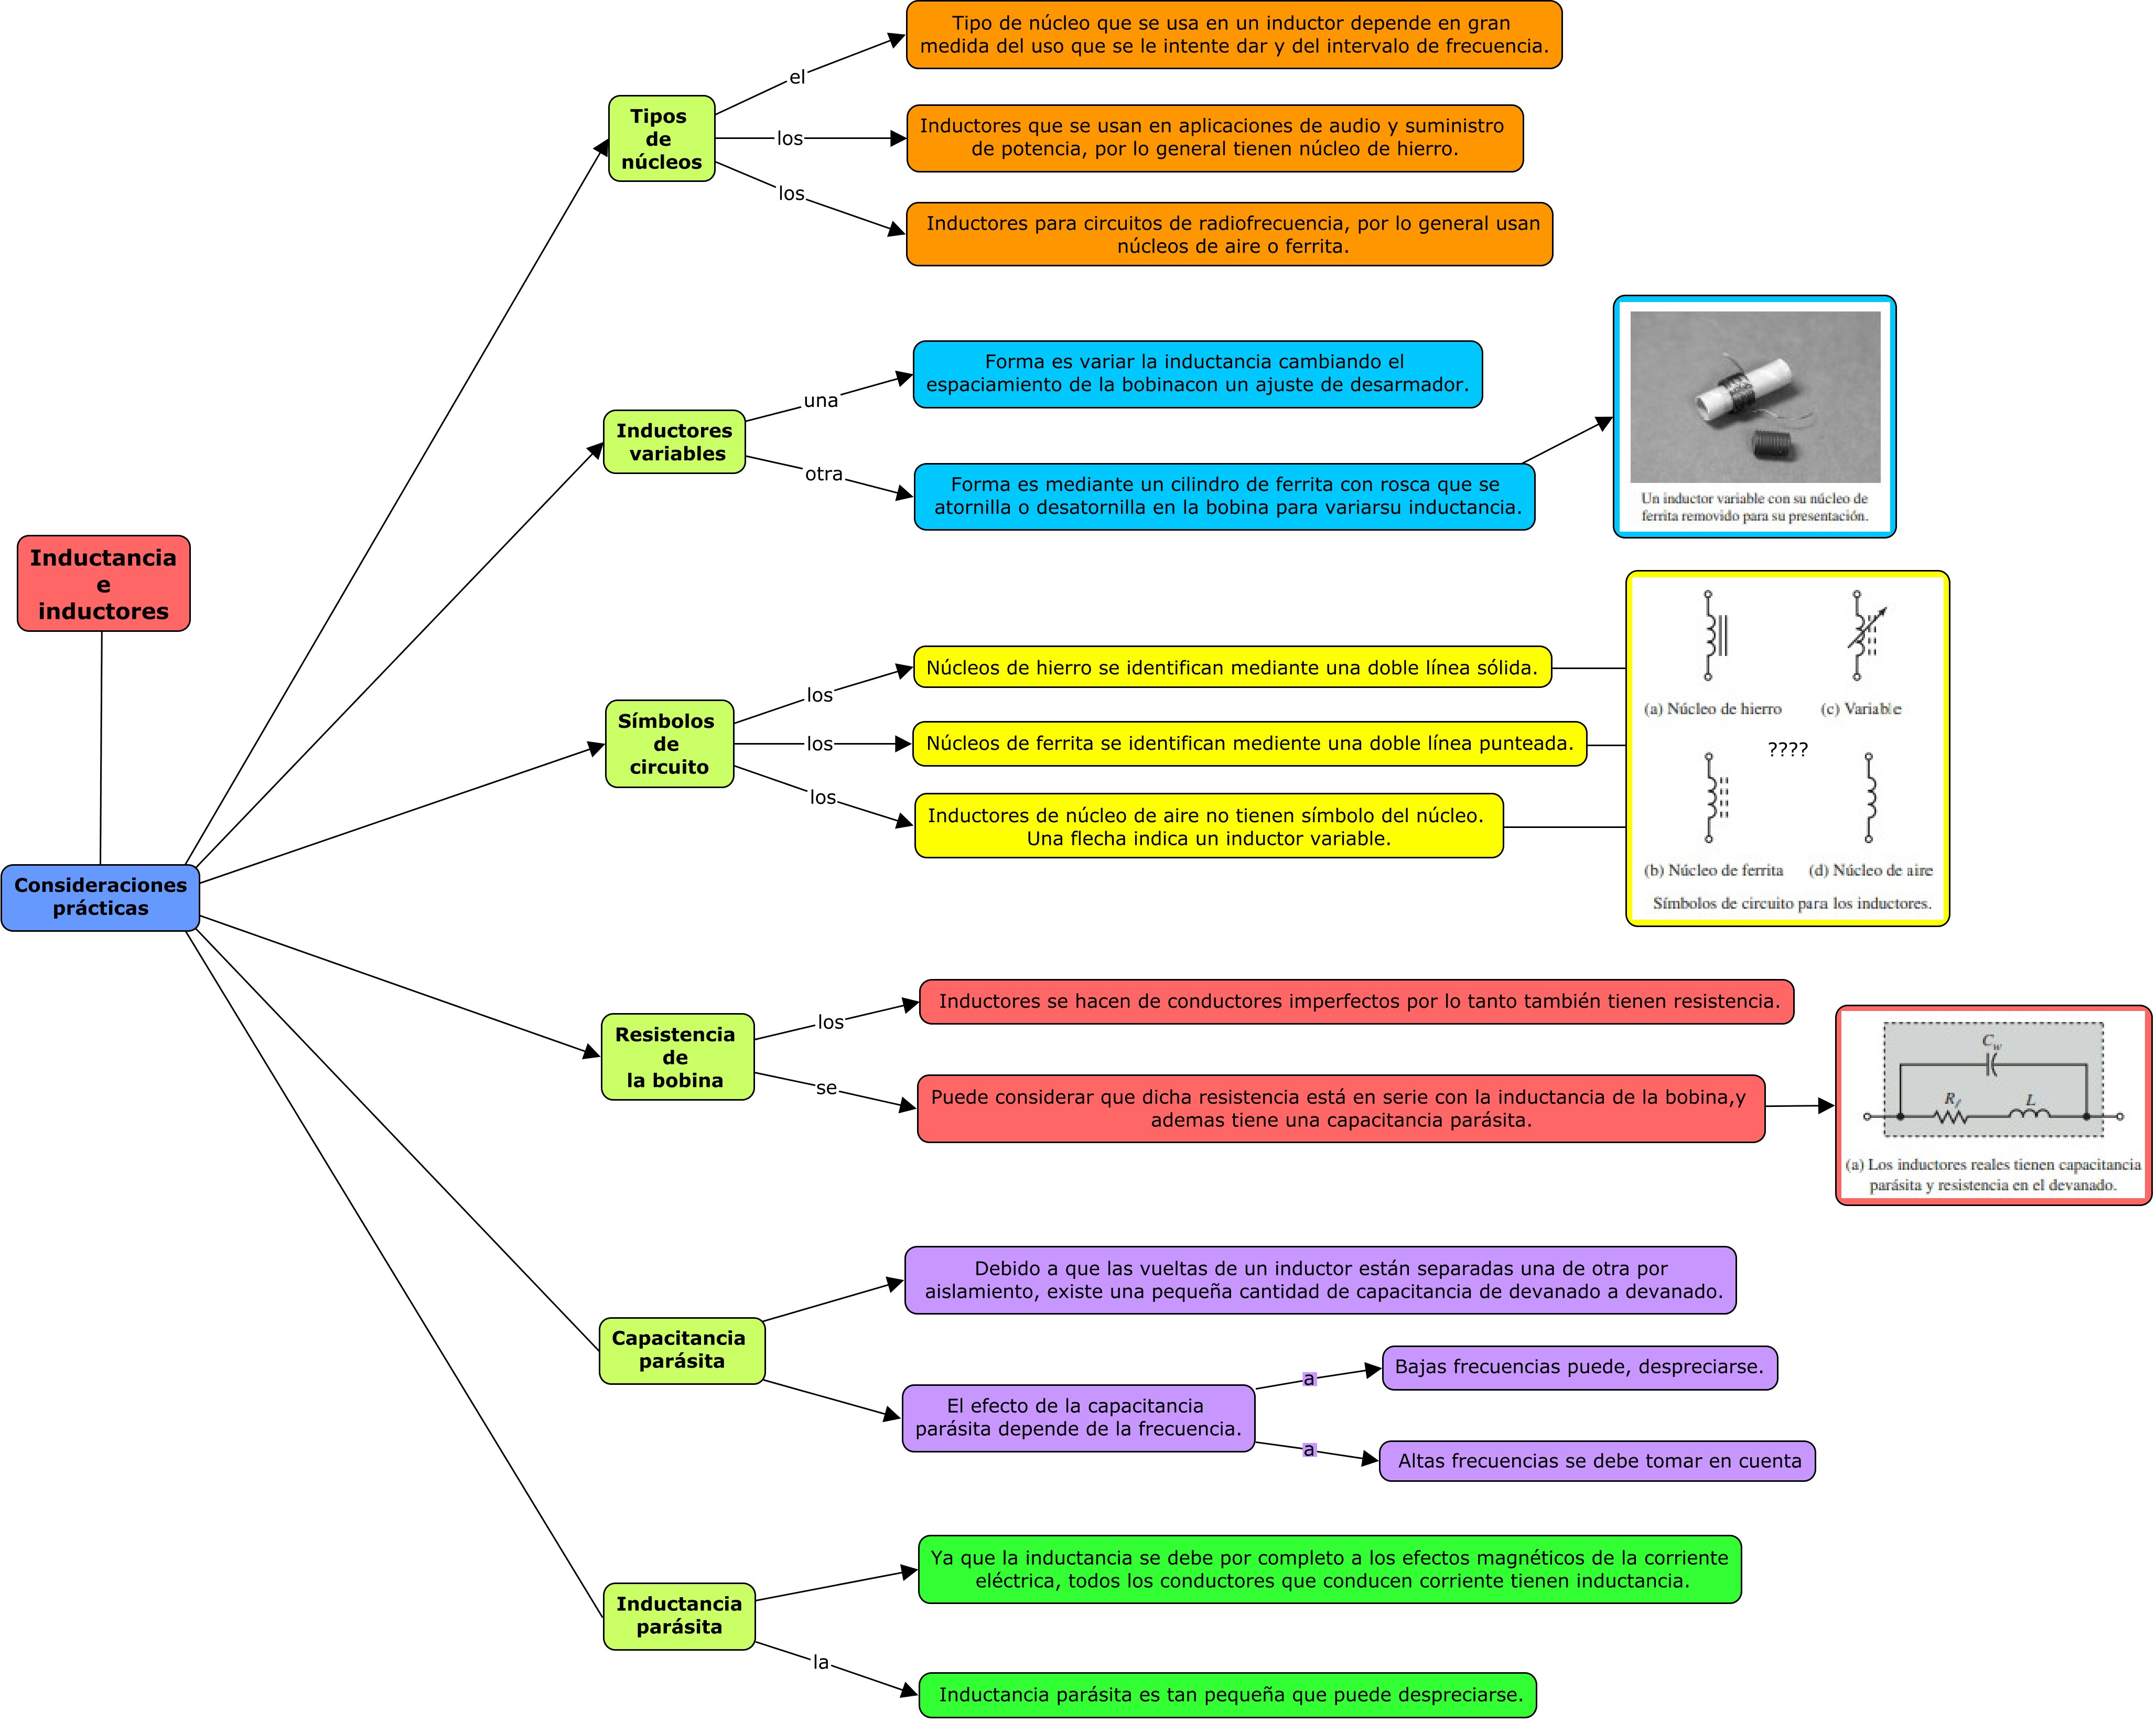 Inductancia
e
inductores
Consideraciones
prácticas
Tipos
de
núcleos
el
Tipo de núcleo que se usa en un inductor depende en gran
medida del uso que se le intente dar y del intervalo de frecuencia.
los
Inductores que se usan en aplicaciones de audio y suministro
de potencia, por lo general tienen núcleo de hierro.
los
Inductores para circuitos de radiofrecuencia, por lo general usan
núcleos de aire o ferrita.
Inductores
variables
una
Forma es variar la inductancia cambiando el
espaciamiento de la bobinacon un ajuste de desarmador.
otra
Forma es mediante un cilindro de ferrita con rosca que se
atornilla o desatornilla en la bobina para variarsu inductancia.
Un inductor variable con su núcleo de
ferrita removido para su presentación.
Símbolos
de
circuito
los
Núcleos de hierro se identifican mediante una doble línea sólida.
los
Núcleos de ferrita se identifican mediente una doble línea punteada.
los
Inductores de núcleo de aire no tienen símbolo del núcleo.
Una flecha indica un inductor variable.
(a) Núcleo de hierro
(c) Variable
????
(b) Núcleo de ferrita
(d) Núcleo de aire
Símbolos de circuito para los inductores.
Resistencia
de
la bobina
los
Inductores se hacen de conductores imperfectos por lo tanto también tienen resistencia.
se
Puede considerar que dicha resistencia está en serie con la inductancia de la bobina,y
ademas tiene una capacitancia parásita.
Cw
Rℓ
L
(a) Los inductores reales tienen capacitancia
parásita y resistencia en el devanado.
Capacitancia
parásita
Debido a que las vueltas de un inductor están separadas una de otra por
aislamiento, existe una pequeña cantidad de capacitancia de devanado a devanado.
El efecto de la capacitancia
parásita depende de la frecuencia.
a
Bajas frecuencias puede, despreciarse.
a
Altas frecuencias se debe tomar en cuenta
Inductancia
parásita
Ya que la inductancia se debe por completo a los efectos magnéticos de la corriente
eléctrica, todos los conductores que conducen corriente tienen inductancia.
la
Inductancia parásita es tan pequeña que puede despreciarse.